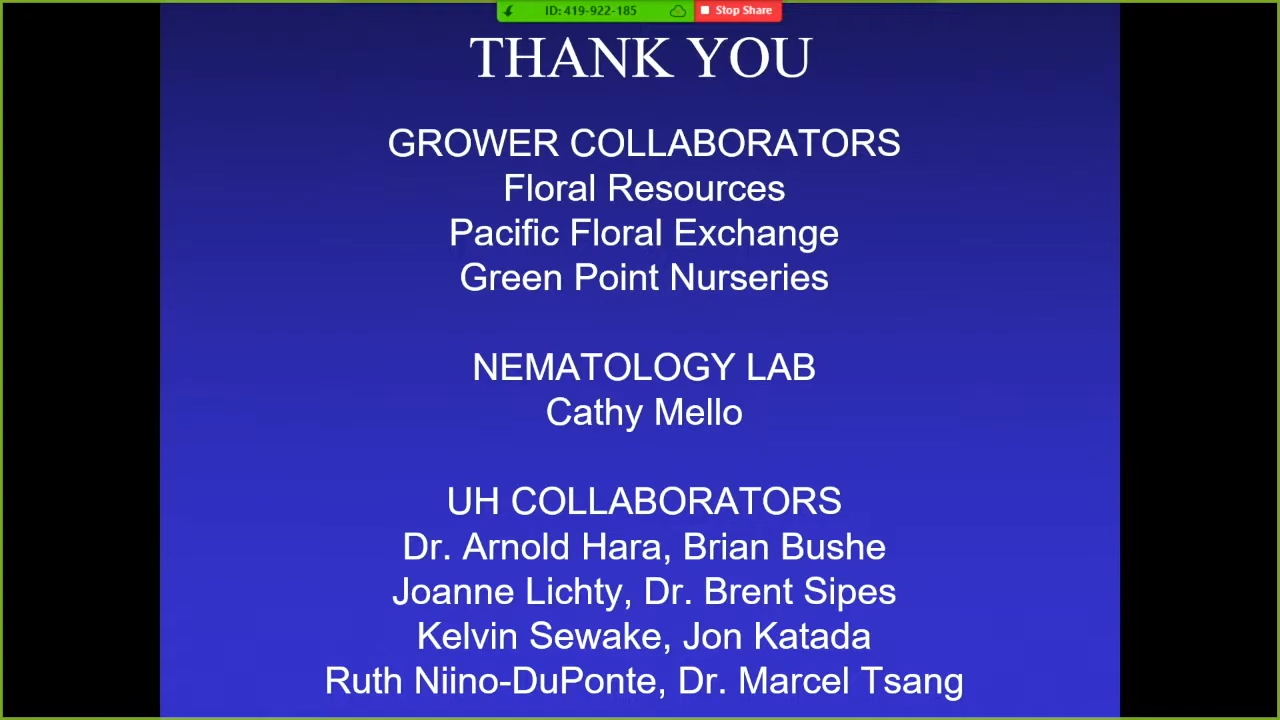 ID: 419-922-185 Stop Share
THANK YOU
GROWER COLLABORATORS
Floral Resources
Pacific Floral Exchange
Green Point Nurseries
NEMATOLOGY LAB
Cathy Mello
UH COLLABORATORS
Dr. Arnold Hara, Brian Bushe
Joanne Lichty, Dr. Brent Sipes
Kelvin Sewake, Jon Katada
Ruth Niino-DuPonte, Dr. Marcel Tsang